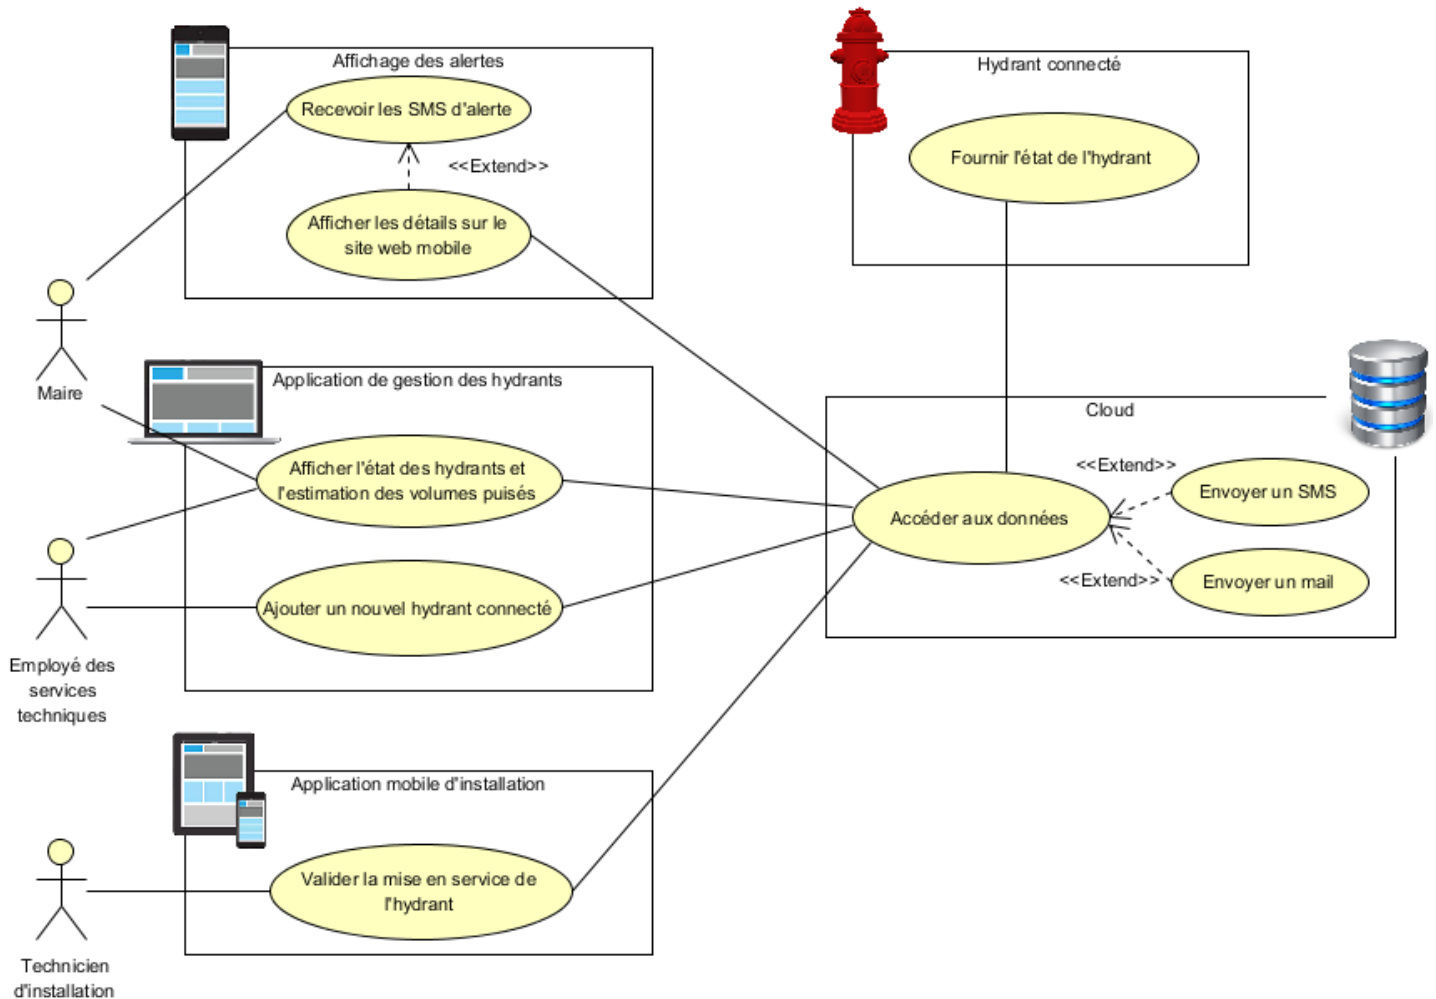 Affichage des alertes
Recevoir les SMS d'alerte
<<Extend>>
Afficher les détails sur le
site web mobile
Hydrant connecté
Fournir l'état de l'hydrant
Maire
Application de gestion des hydrants
Afficher l'état des hydrants et
l'estimation des volumes puisés
Ajouter un nouvel hydrant connecté
Employé des
services
techniques
Cloud
Accéder aux données
<<Extend>>
Envoyer un SMS
<<Extend>>
Envoyer un mail
Application mobile d'installation
Valider la mise en service de
l'hydrant
Technicien
d'installation